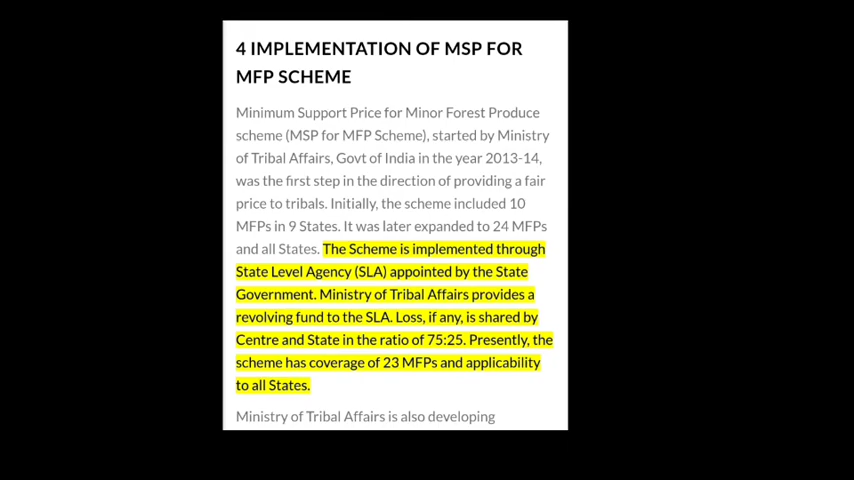 4 IMPLEMENTATION OF MSP FOR
MFP SCHEME
Minimum Support Price for Minor Forest Produce
scheme (MSP for MFP Scheme), started by Ministry
of Tribal Affairs, Govt of India in the year 2013-14,
was the first step in the direction of providing a fair
price to tribals. Initially, the scheme included 10
MFPs in 9 States. It was later expanded to 24 MFPs
and all States. The Scheme is implemented through
State Level Agency (SLA) appointed by the State
Government. Ministry of Tribal Affairs provides a
revolving fund to the SLA. Loss, if any, is shared by
Centre and State in the ratio of 75:25. Presently, the
scheme has coverage of 23 MFPs and applicability
to all States.
Ministry of Tribal Affairs is also developing